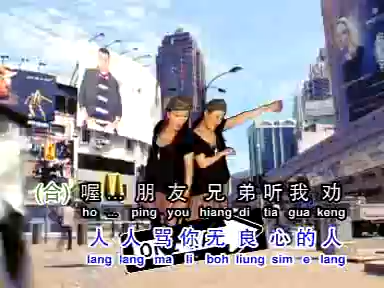 (合) 喔... 朋友 兄弟听我 劝
ho ... ping you hiang di tia gua keng
人人骂你无良心的人
lang lang ma li boh liung sim e lang